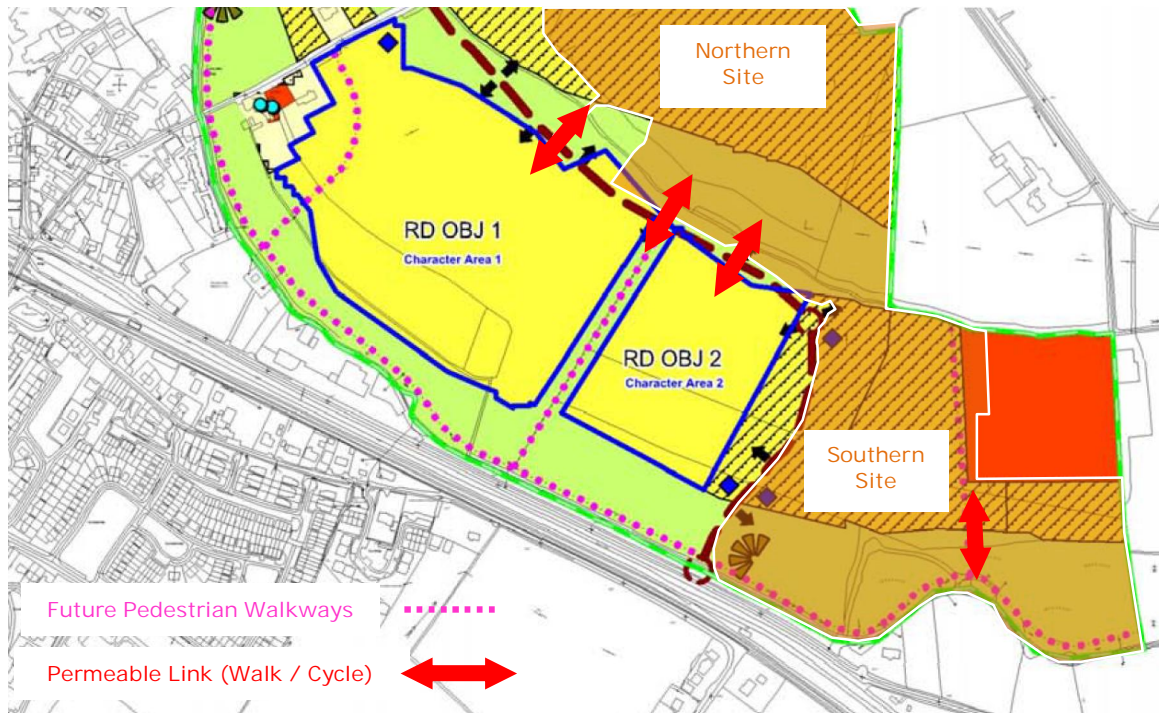 Northern
Site
RD OBJ 1
Character Area 1
RD OBJ 2
Character Area 2
Southern
Site
Future Pedestrian Walkways
Permeable Link (Walk / Cycle)